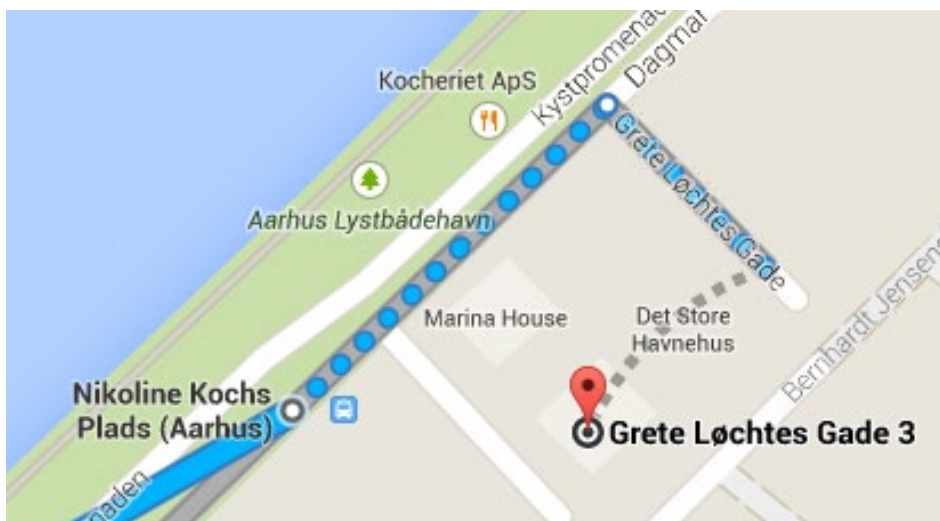 Kystpromenad
Dagmar
Kocheriet ApS
Grete Løchtes Gade
Aarhus Lystbådehavn
Marina House
Det Store
Havnehus
Bernhardt Jensens
Nikoline Kochs
Plads (Aarhus)
Grete Løchtes Gade 3
naden